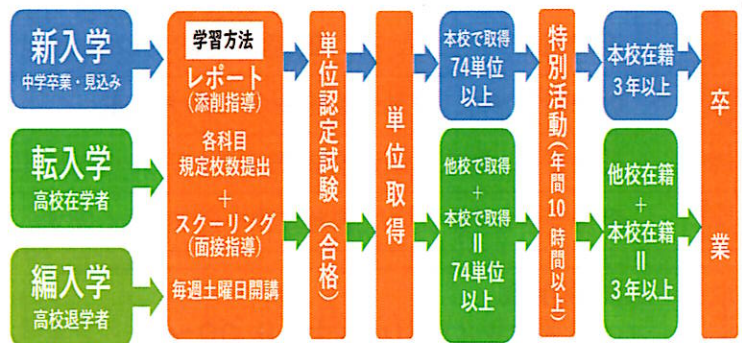 新入学
中学卒業・見込み
転入学
高校在学者
編入学
高校退学者
学習方法
レポート
(添削指導)
各科目
規定枚数提出
+
スクーリング
(面接指導)
毎週土曜日開講
単位認定試験(合格)
単位取得
本校で取得
74単位
以上
他校で取得
+
本校で取得
||
74単位
以上
特別活動(年間10時間以上)
本校在籍
3年以上
他校在籍
+
本校在籍
||
3年以上
卒業